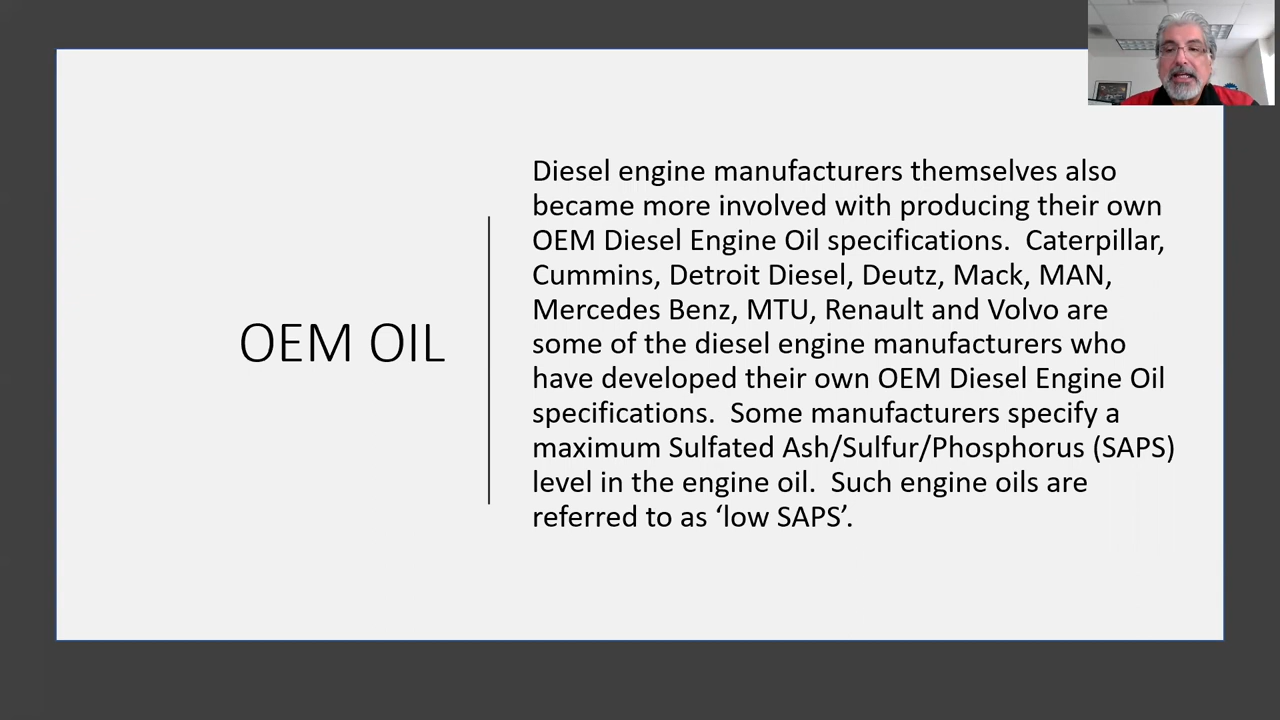 OEM OIL
Diesel engine manufacturers themselves also
became more involved with producing their own
OEM Diesel Engine Oil specifications.  Caterpillar,
Cummins, Detroit Diesel, Deutz, Mack, MAN,
Mercedes Benz, MTU, Renault and Volvo are
some of the diesel engine manufacturers who
have developed their own OEM Diesel Engine Oil
specifications.  Some manufacturers specify a
maximum Sulfated Ash/Sulfur/Phosphorus (SAPS)
level in the engine oil.  Such engine oils are
referred to as ‘low SAPS’.